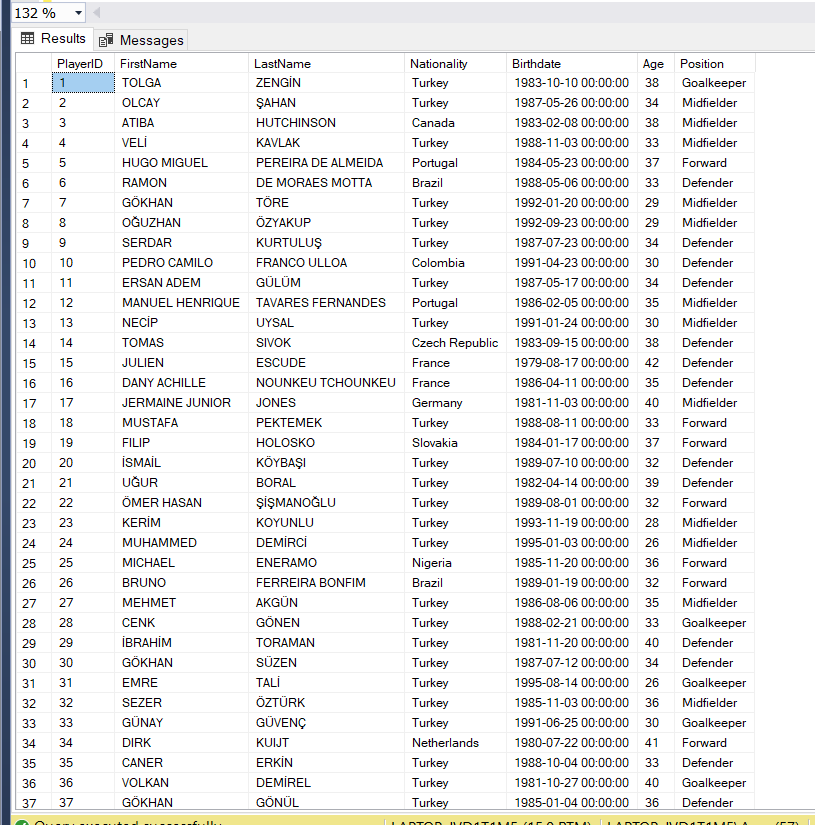 132 %
Results Messages
PlayerID FirstName LastName Nationality Birthdate Age Position
1 1 TOLGA ZENGİN Turkey 1983-10-10 00:00:00 38 Goalkeeper
2 2 OLCAY ŞAHAN Turkey 1987-05-26 00:00:00 34 Midfielder
3 3 ATIBA HUTCHINSON Canada 1983-02-08 00:00:00 38 Midfielder
4 4 VELİ KAVLAK Turkey 1988-11-03 00:00:00 33 Midfielder
5 5 HUGO MIGUEL PEREIRA DE ALMEIDA Portugal 1984-05-23 00:00:00 37 Forward
6 6 RAMON DE MORAES MOTTA Brazil 1988-05-06 00:00:00 33 Defender
7 7 GÖKHAN TÖRE Turkey 1992-01-20 00:00:00 29 Midfielder
8 8 OĞUZHAN ÖZYAKUP Turkey 1992-09-23 00:00:00 29 Midfielder
9 9 SERDAR KURTULUŞ Turkey 1987-07-23 00:00:00 34 Defender
10 10 PEDRO CAMILO FRANCO ULLOA Colombia 1991-04-23 00:00:00 30 Defender
11 11 ERSAN ADEM GÜLÜM Turkey 1987-05-17 00:00:00 34 Defender
12 12 MANUEL HENRIQUE TAVARES FERNANDES Portugal 1986-02-05 00:00:00 35 Midfielder
13 13 NECİP UYSAL Turkey 1991-01-24 00:00:00 30 Midfielder
14 14 TOMAS SIVOK Czech Republic 1983-09-15 00:00:00 38 Defender
15 15 JULIEN ESCUDE France 1979-08-17 00:00:00 42 Defender
16 16 DANY ACHILLE NOUNKEU TCHOUNKEU France 1986-04-11 00:00:00 35 Defender
17 17 JERMAINE JUNIOR JONES Germany 1981-11-03 00:00:00 40 Midfielder
18 18 MUSTAFA PEKTEMEK Turkey 1988-08-11 00:00:00 33 Forward
19 19 FILIP HOLOSKO Slovakia 1984-01-17 00:00:00 37 Forward
20 20 İSMAİL KÖYBAŞI Turkey 1989-07-10 00:00:00 32 Defender
21 21 UĞUR BORAL Turkey 1982-04-14 00:00:00 39 Defender
22 22 ÖMER HASAN ŞİŞMANOĞLU Turkey 1989-08-01 00:00:00 32 Forward
23 23 KERİM KOYUNLU Turkey 1993-11-19 00:00:00 28 Midfielder
24 24 MUHAMMED DEMİRCİ Turkey 1995-01-03 00:00:00 26 Midfielder
25 25 MICHAEL ENERAMO Nigeria 1985-11-20 00:00:00 36 Forward
26 26 BRUNO FERREIRA BONFIM Brazil 1989-01-19 00:00:00 32 Forward
27 27 MEHMET AKGÜN Turkey 1986-08-06 00:00:00 35 Midfielder
28 28 CENK GÖNEN Turkey 1988-02-21 00:00:00 33 Goalkeeper
29 29 İBRAHİM TORAMAN Turkey 1981-11-20 00:00:00 40 Defender
30 30 GÖKHAN SÜZEN Turkey 1987-07-12 00:00:00 34 Defender
31 31 EMRE TALİ Turkey 1995-08-14 00:00:00 26 Goalkeeper
32 32 SEZER ÖZTÜRK Turkey 1985-11-03 00:00:00 36 Midfielder
33 33 GÜNAY GÜVENÇ Turkey 1991-06-25 00:00:00 30 Goalkeeper
34 34 DIRK KUIJT Netherlands 1980-07-22 00:00:00 41 Forward
35 35 CANER ERKİN Turkey 1988-10-04 00:00:00 33 Defender
36 36 VOLKAN DEMİREL Turkey 1981-10-27 00:00:00 40 Goalkeeper
37 37 GÖKHAN GÖNÜL Turkey 1985-01-04 00:00:00 36 Defender
Query executed successfully